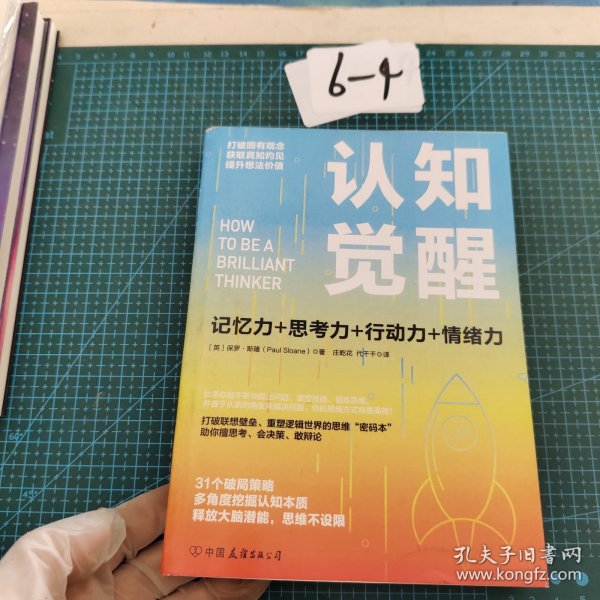 6-4
打破固有观念
获取真知灼见
提升想法价值
认知
觉醒
HOW
TO BE A
BRILLIANT
THINKER
记忆力+思考力+行动力+情绪力
［英］保罗·斯隆（Paul Sloane）◎著 庄乾花 代千千◎译
打破联想壁垒、重塑逻辑世界的思维“密码本”
助你擅思考、会决策、敢辩论
31个破局策略
多角度挖掘认知本质
释放大脑潜能，思维不设限
中国友谊出版公司
孔夫子旧书网
www.kongfz.com